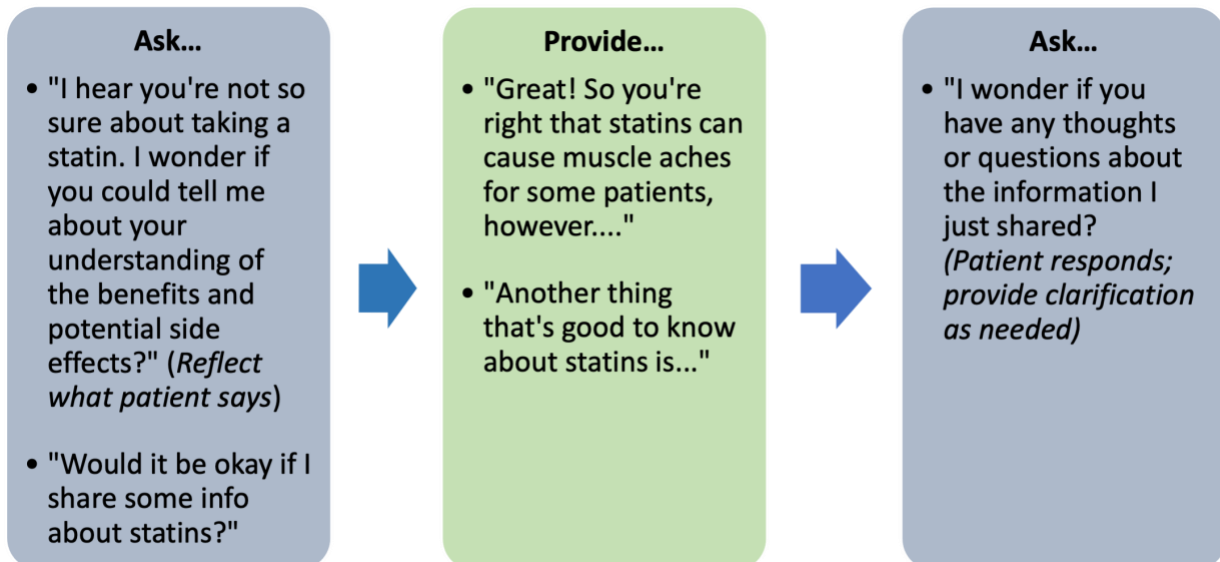 Ask...
• "I hear you're not so
sure about taking a
statin. I wonder if
you could tell me
about your
understanding of
the benefits and
potential side
effects?" (Reflect
what patient says)
• "Would it be okay if I
share some info
about statins?"
Provide...
• "Great! So you're
right that statins can
cause muscle aches
for some patients,
however...."
• "Another thing
that's good to know
about statins is..."
Ask...
• "I wonder if you
have any thoughts
or questions about
the information I
just shared?
(Patient responds;
provide clarification
as needed)